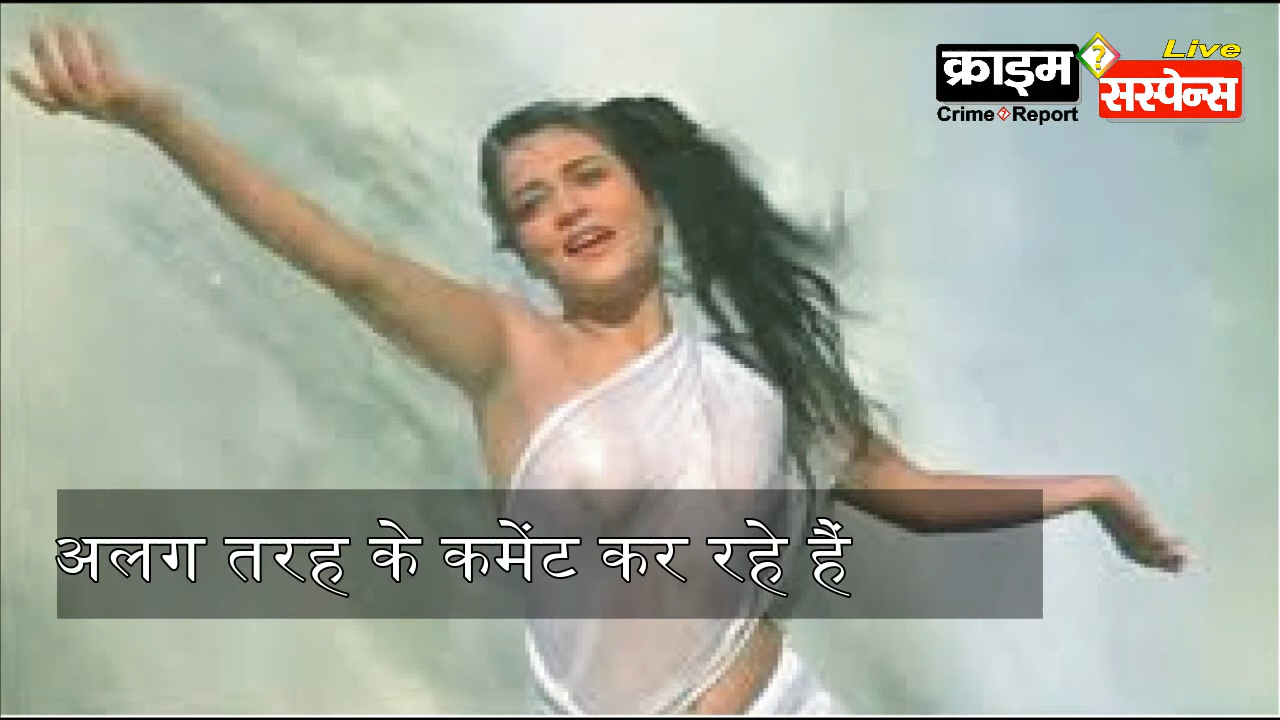 Live
क्राइम
सस्पेन्स
Crime Report
अलग तरह के कमेंट कर रहे हैं